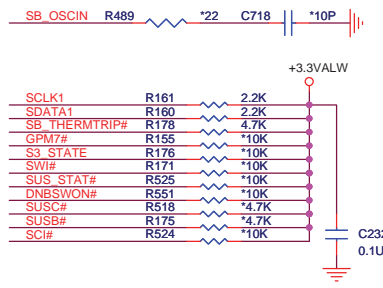 SB_OSCIN R489 *22 C718 *10P
+3.3VALW
SCLK1 R161 2.2K
SDATA1 R160 2.2K
SB_THERMTRIP# R178 4.7K
GPM7# R155 *10K
S3_STATE R176 *10K
SWI# R171 *10K
SUS_STAT# R525 *10K
DNBSWON# R551 *10K
SUSC# R518 *4.7K
SUSB# R175 *4.7K
SCI# R524 *10K
C232
0.1U